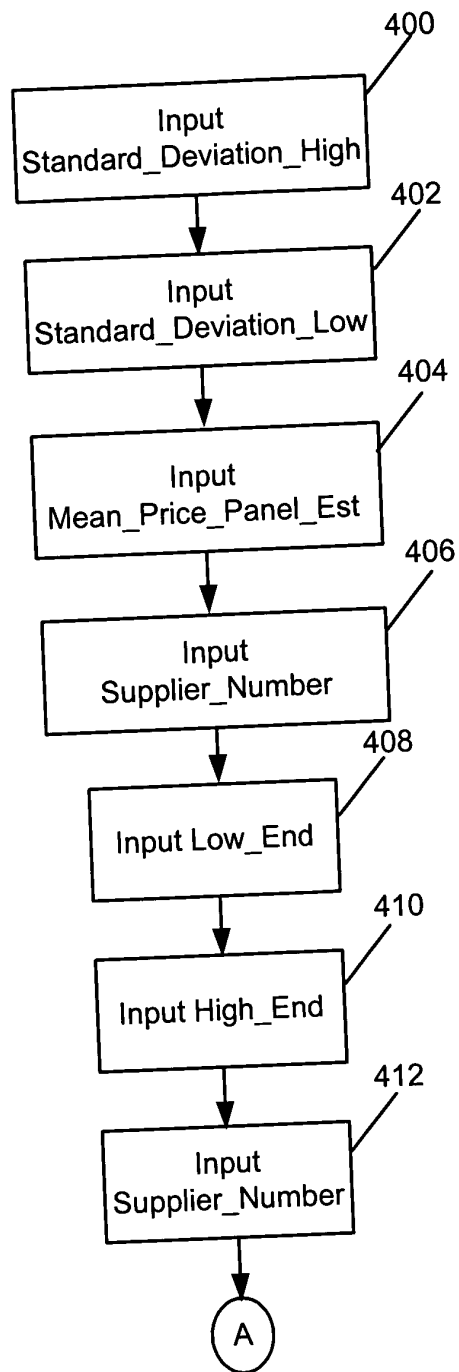 400
Input
Standard_Deviation_High
402
Input
Standard_Deviation_Low
404
Input
Mean_Price_Panel_Est
406
Input
Supplier_Number
408
Input Low_End
410
Input High_End
412
Input
Supplier_Number
A